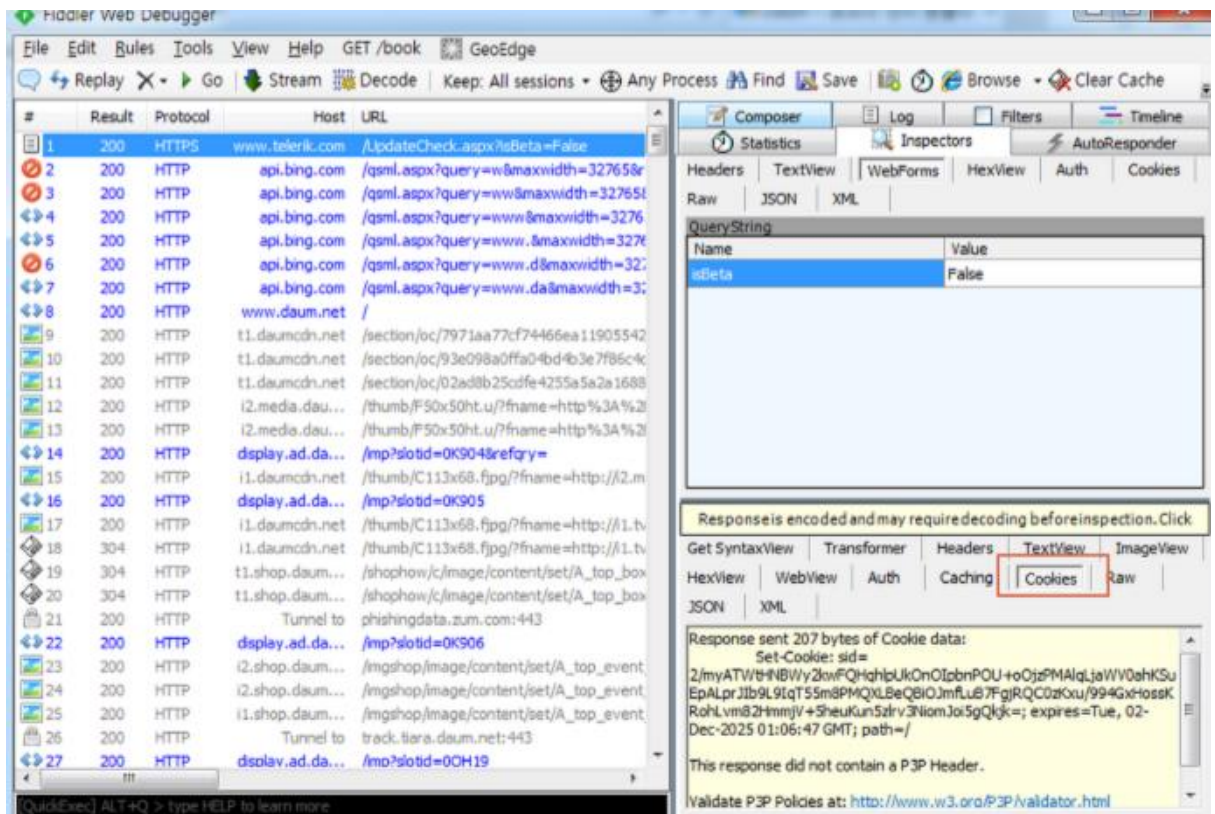 Fiddler Web Debugger
File Edit Rules Tools View Help GET /book GeoEdge
Replay Go Stream Decode Keep: All sessions Any Process Find Save Browse Clear Cache
# Result Protocol Host URL
1 200 HTTPS www.telerik.com /UpdateCheck.aspx?isBeta=False
2 200 HTTP api.bing.com /qsml.aspx?query=w&maxwidth=32765&r
3 200 HTTP api.bing.com /qsml.aspx?query=ww&maxwidth=32765&
4 200 HTTP api.bing.com /qsml.aspx?query=www&maxwidth=3276
5 200 HTTP api.bing.com /qsml.aspx?query=www.&maxwidth=3276
6 200 HTTP api.bing.com /qsml.aspx?query=www.d&maxwidth=327
7 200 HTTP api.bing.com /qsml.aspx?query=www.da&maxwidth=32
8 200 HTTP www.daum.net /
9 200 HTTP t1.daumcdn.net /section/oc/7971aa77cf74466ea11905542
10 200 HTTP t1.daumcdn.net /section/oc/93e098a0ffa04bd4b3e7f86c4c
11 200 HTTP t1.daumcdn.net /section/oc/02ad8b25cdfe4255a5a2a1688
12 200 HTTP i2.media.dau... /thumb/F50x50ht.u/?fname=http%3A%2
13 200 HTTP i2.media.dau... /thumb/F50x50ht.u/?fname=http%3A%2
14 200 HTTP display.ad.da... /imp?slotid=0K904&refqry=
15 200 HTTP i1.daumcdn.net /thumb/C113x68.fjpg/?fname=http://i2.m
16 200 HTTP display.ad.da... /imp?slotid=0K905
17 200 HTTP i1.daumcdn.net /thumb/C113x68.fjpg/?fname=http://i1.tv
18 304 HTTP i1.daumcdn.net /thumb/C113x68.fjpg/?fname=http://i1.tv
19 304 HTTP t1.shop.daum... /shophow/c/image/content/set/A_top_box
20 304 HTTP t1.shop.daum... /shophow/c/image/content/set/A_top_box
21 200 HTTP Tunnel to phishingdata.zum.com:443
22 200 HTTP display.ad.da... /imp?slotid=0K906
23 200 HTTP i2.shop.daum... /imgshop/image/content/set/A_top_event
24 200 HTTP i2.shop.daum... /imgshop/image/content/set/A_top_event
25 200 HTTP i1.shop.daum... /imgshop/image/content/set/A_top_event
26 200 HTTP Tunnel to track.tiara.daum.net:443
27 200 HTTP display.ad.da... /imp?slotid=0OH19
[QuickExec] ALT+Q > type HELP to learn more
Composer Log Filters Timeline
Statistics Inspectors AutoResponder
Headers TextView WebForms HexView Auth Cookies
Raw JSON XML
QueryString
Name Value
isBeta False
Response is encoded and may require decoding before inspection. Click
Get SyntaxView Transformer Headers TextView ImageView
HexView WebView Auth Caching Cookies Raw
JSON XML
Response sent 207 bytes of Cookie data:
Set-Cookie: sid=
expires=Tue, 02-
Dec-2025 01:06:47 GMT; path=/
This response did not contain a P3P Header.
Validate P3P Policies at: http://www.w3.org/P3P/validator.html